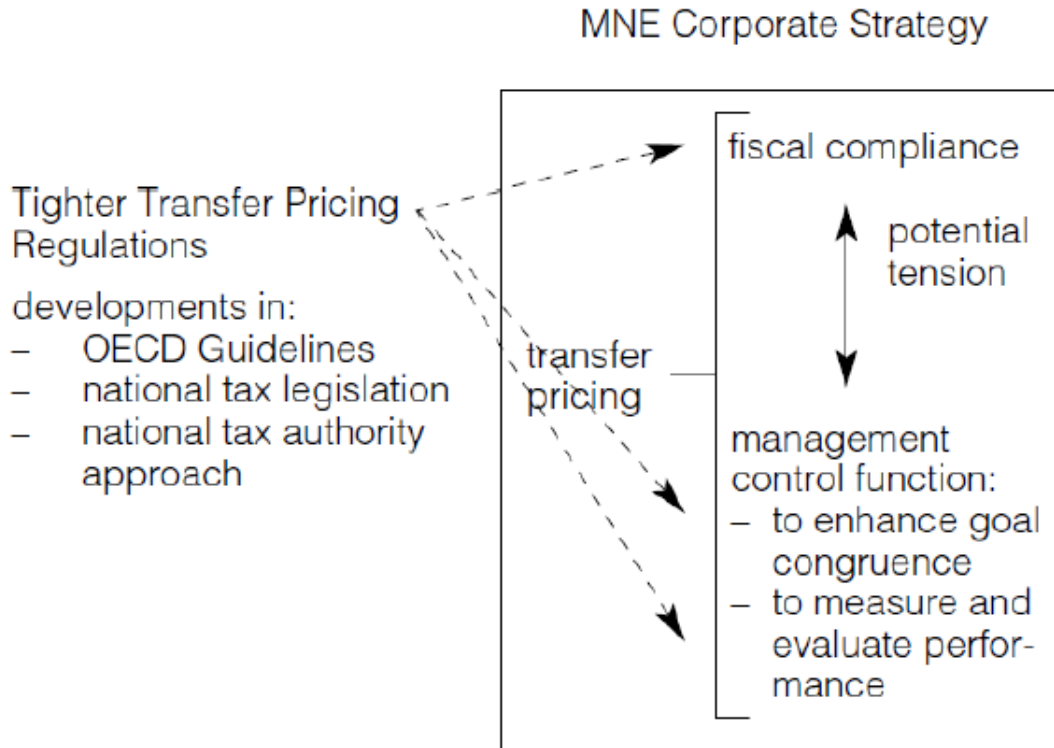 MNE Corporate Strategy
Tighter Transfer Pricing
Regulations
developments in:
– OECD Guidelines
– national tax legislation
– national tax authority
approach
transfer
pricing
fiscal compliance
potential
tension
management
control function:
– to enhance goal
congruence
– to measure and
evaluate perfor-
mance